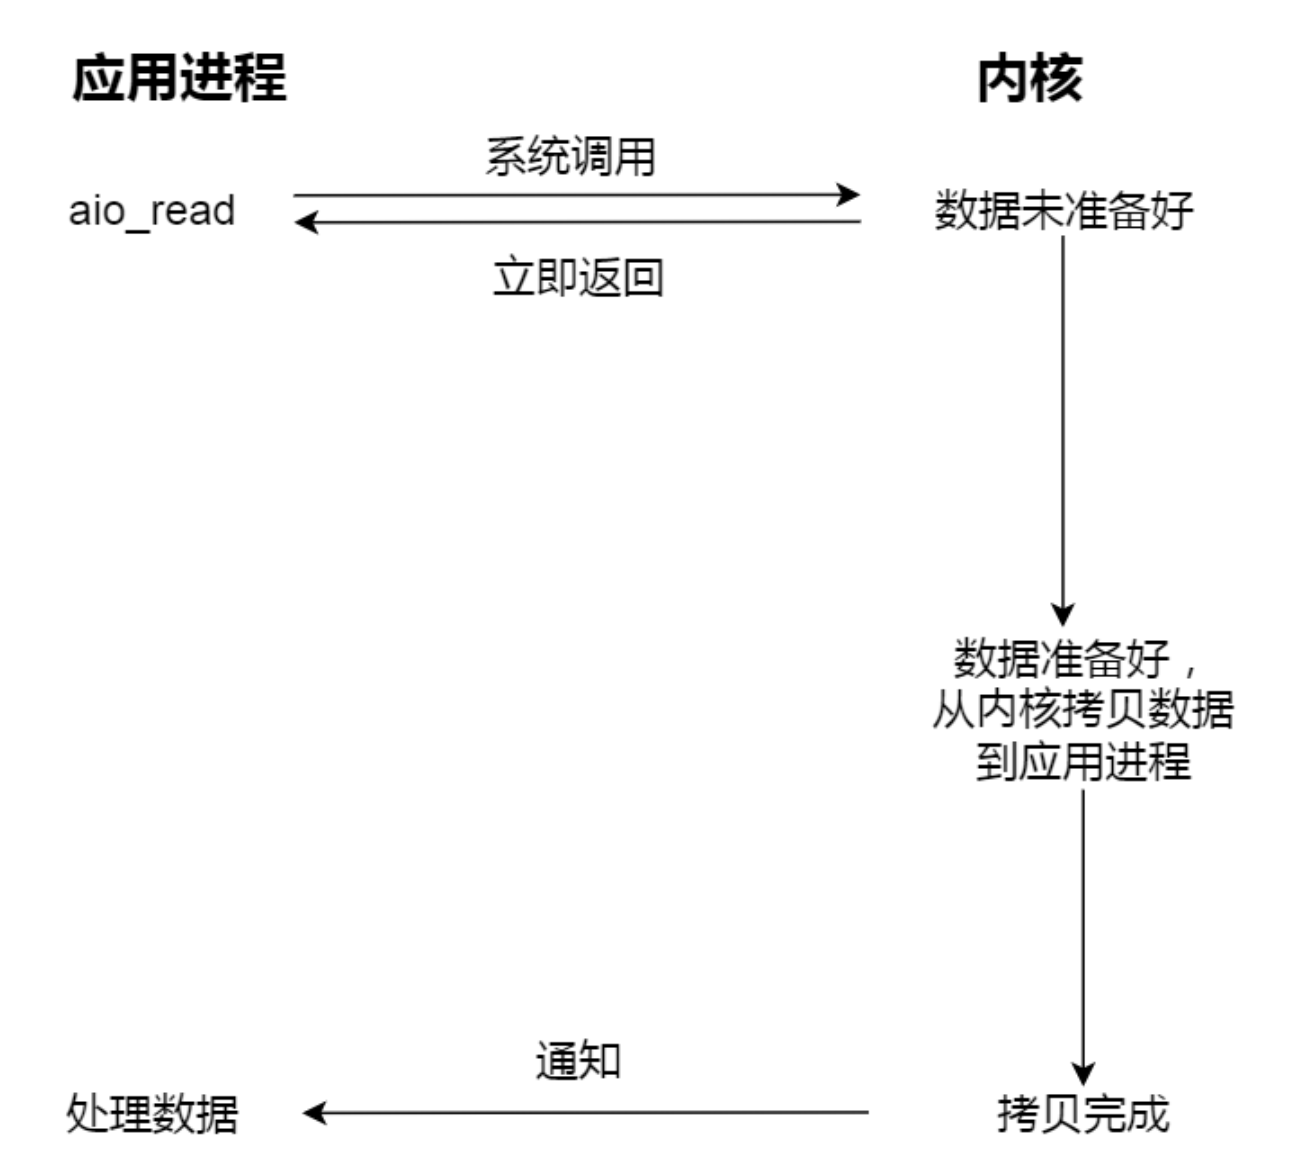 应用进程
内核
系统调用
aio_read
数据未准备好
立即返回
数据准备好，
从内核拷贝数据
到应用进程
通知
处理数据
拷贝完成